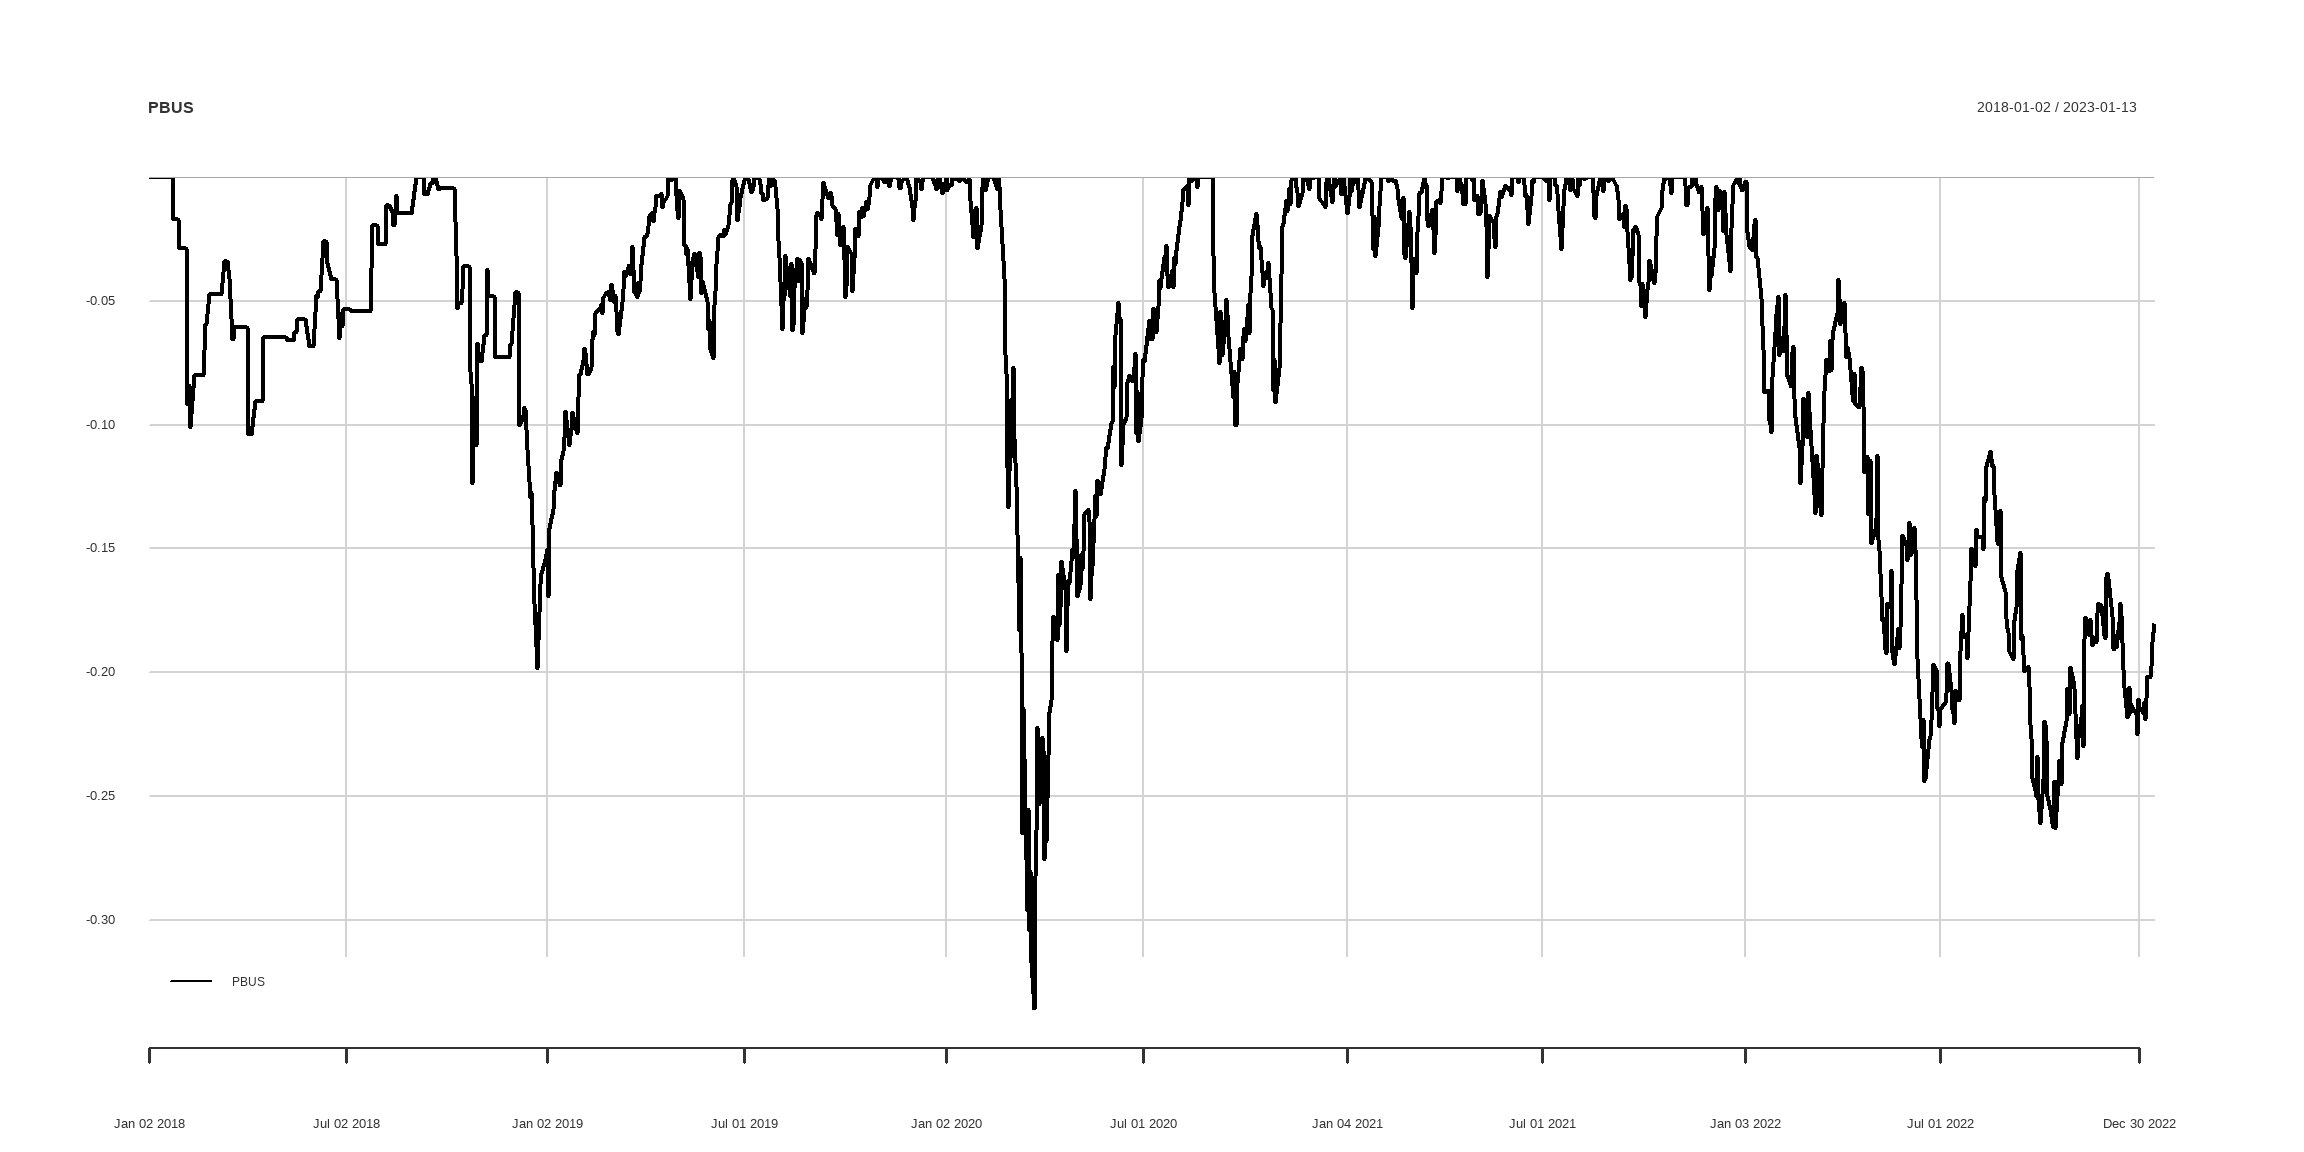 PBUS
2018-01-02 / 2023-01-13
-0.05
-0.10
-0.15
-0.20
-0.25
-0.30
PBUS
Jan 02 2018
Jul 02 2018
Jan 02 2019
Jul 01 2019
Jan 02 2020
Jul 01 2020
Jan 04 2021
Jul 01 2021
Jan 03 2022
Jul 01 2022
Dec 30 2022